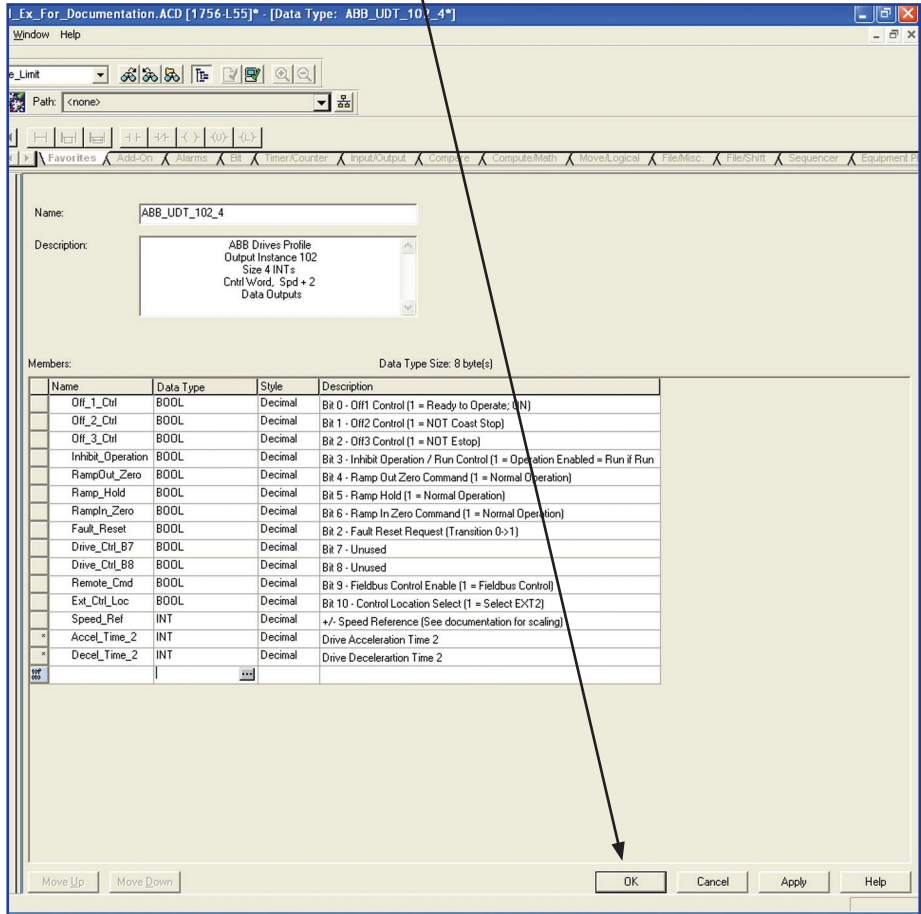 l_Ex_For_Documentation.ACD [1756-L55]* - [Data Type: ABB_UDT_102_4*]
Window Help
e_Limit
Path: <none>
Favorites Add-On Alarms Bit Timer/Counter Input/Output Compare Compute/Math Move/Logical File/Misc. File/Shift Sequencer Equipment P
Name: ABB_UDT_102_4
Description: ABB Drives Profile
Output Instance 102
Size 4 INTs
Cntrl Word, Spd + 2
Data Outputs
Members: Data Type Size: 8 byte(s)
Name Data Type Style Description
Off_1_Ctrl BOOL Decimal Bit 0 - Off1 Control (1 = Ready to Operate; ON)
Off_2_Ctrl BOOL Decimal Bit 1 - Off2 Control (1 = NOT Coast Stop)
Off_3_Ctrl BOOL Decimal Bit 2 - Off3 Control (1 = NOT Estop)
Inhibit_Operation BOOL Decimal Bit 3 - Inhibit Operation / Run Control (1 = Operation Enabled = Run if Run
RampOut_Zero BOOL Decimal Bit 4 - Ramp Out Zero Command (1 = Normal Operation)
Ramp_Hold BOOL Decimal Bit 5 - Ramp Hold (1 = Normal Operation)
RampIn_Zero BOOL Decimal Bit 6 - Ramp In Zero Command (1 = Normal Operation)
Fault_Reset BOOL Decimal Bit 2 - Fault Reset Request (Transition 0->1)
Drive_Ctrl_B7 BOOL Decimal Bit 7 - Unused
Drive_Ctrl_B8 BOOL Decimal Bit 8 - Unused
Remote_Cmd BOOL Decimal Bit 9 - Fieldbus Control Enable (1 = Fieldbus Control)
Ext_Ctrl_Loc BOOL Decimal Bit 10 - Control Location Select (1 = Select EXT2)
Speed_Ref INT Decimal +/- Speed Reference (See documentation for scaling)
Accel_Time_2 INT Decimal Drive Acceleration Time 2
Decel_Time_2 INT Decimal Drive Decelerartion Time 2
Move Up Move Down OK Cancel Apply Help